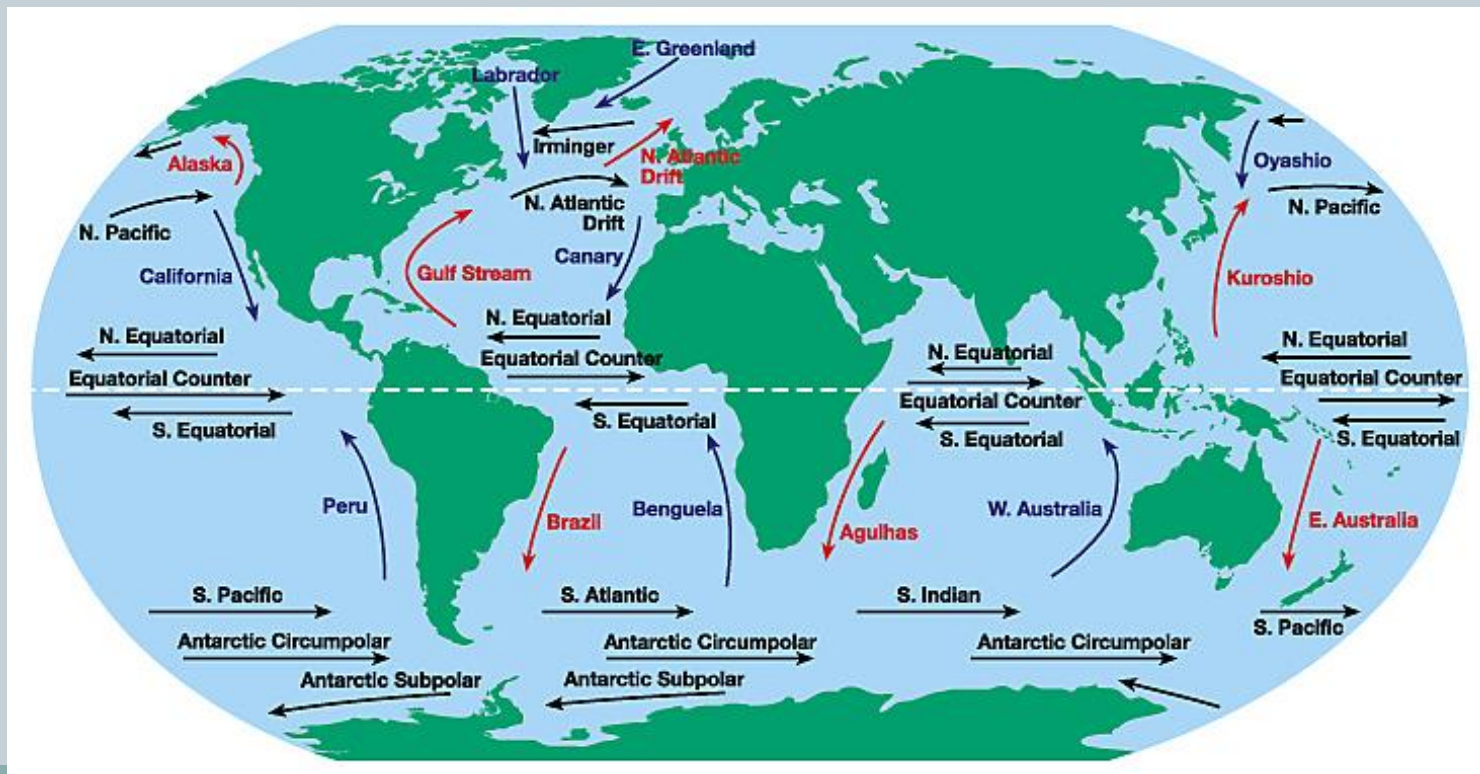 E. Greenland
Labrador
Irminger
Alaska
N. Atlantic
Drift
Oyashio
N. Pacific
N. Atlantic
Drift
N. Pacific
California
Gulf Stream
Canary
Kuroshio
N. Equatorial
N. Equatorial
N. Equatorial
N. Equatorial
Equatorial Counter
Equatorial Counter
Equatorial Counter
Equatorial Counter
S. Equatorial
S. Equatorial
S. Equatorial
S. Equatorial
Peru
Brazil
Benguela
Agulhas
W. Australia
E. Australia
S. Pacific
S. Atlantic
S. Indian
S. Pacific
Antarctic Circumpolar
Antarctic Circumpolar
Antarctic Circumpolar
Antarctic Subpolar
Antarctic Subpolar